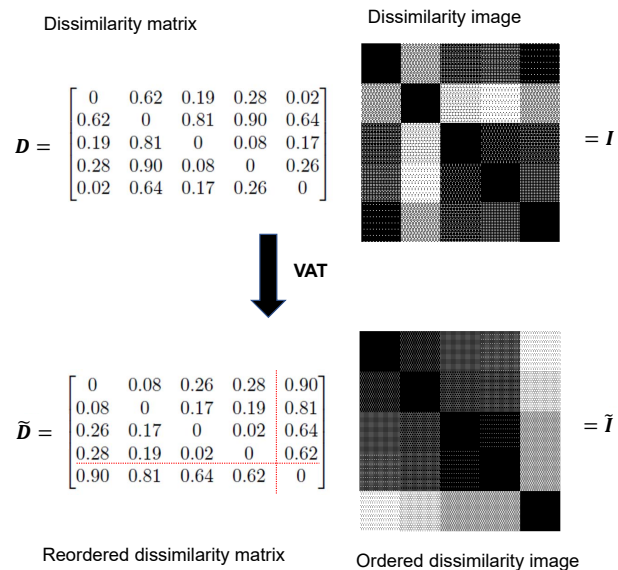 Dissimilarity matrix
Dissimilarity image
0 0.62 0.19 0.28 0.02
0.62 0 0.81 0.90 0.64
D = 0.19 0.81 0 0.08 0.17 = I
0.28 0.90 0.08 0 0.26
0.02 0.64 0.17 0.26 0
VAT
0 0.08 0.26 0.28 0.90
0.08 0 0.17 0.19 0.81
D̃ = 0.26 0.17 0 0.02 0.64 = Ĩ
0.28 0.19 0.02 0 0.62
0.90 0.81 0.64 0.62 0
Reordered dissimilarity matrix
Ordered dissimilarity image